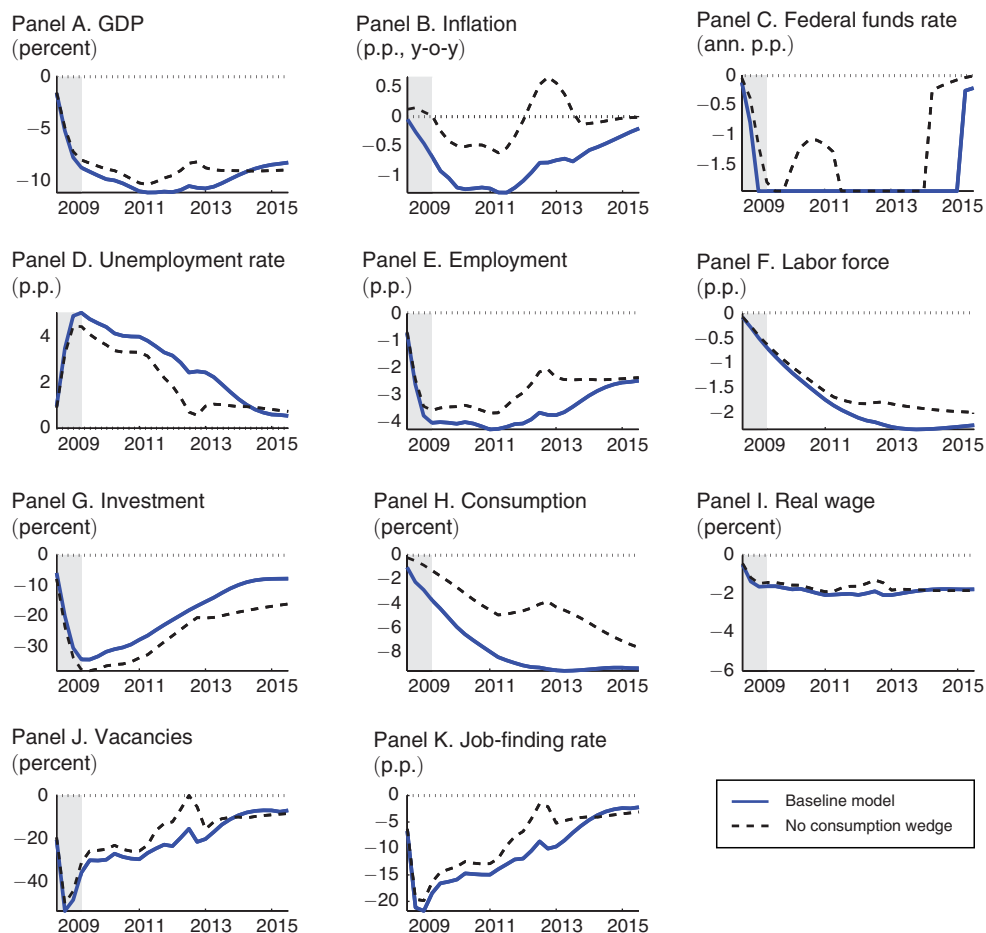 Panel A. GDP
(percent)
0
−5
−10
2009 2011 2013 2015
Panel B. Inflation
(p.p., y-o-y)
0.5
0
−0.5
−1
2009 2011 2013 2015
Panel C. Federal funds rate
(ann. p.p.)
0
−0.5
−1
−1.5
2009 2011 2013 2015
Panel D. Unemployment rate
(p.p.)
4
2
0
2009 2011 2013 2015
Panel E. Employment
(p.p.)
0
−1
−2
−3
−4
2009 2011 2013 2015
Panel F. Labor force
(p.p.)
0
−0.5
−1
−1.5
−2
2009 2011 2013 2015
Panel G. Investment
(percent)
0
−10
−20
−30
2009 2011 2013 2015
Panel H. Consumption
(percent)
0
−2
−4
−6
−8
2009 2011 2013 2015
Panel I. Real wage
(percent)
0
−2
−4
−6
2009 2011 2013 2015
Panel J. Vacancies
(percent)
0
−20
−40
2009 2011 2013 2015
Panel K. Job-finding rate
(p.p.)
0
−5
−10
−15
−20
2009 2011 2013 2015
Baseline model
No consumption wedge